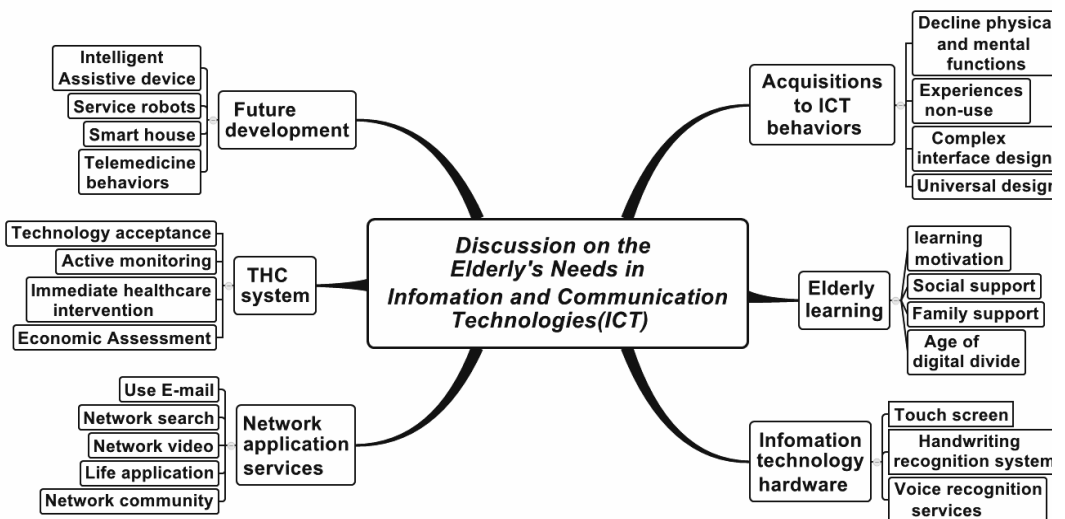 Discussion on the
Elderly's Needs in
Infomation and Communication
Technologies(ICT)
Future
development
Intelligent
Assistive device
Service robots
Smart house
Telemedicine
behaviors
THC
system
Technology acceptance
Active monitoring
Immediate healthcare
intervention
Economic Assessment
Network
application
services
Use E-mail
Network search
Network video
Life application
Network community
Acquisitions
to ICT
behaviors
Decline physica
and mental
functions
Experiences
non-use
Complex
interface design
Universal design
Elderly
learning
learning
motivation
Social support
Family support
Age of
digital divide
Infomation
technology
hardware
Touch screen
Handwriting
recognition system
Voice recognition
services